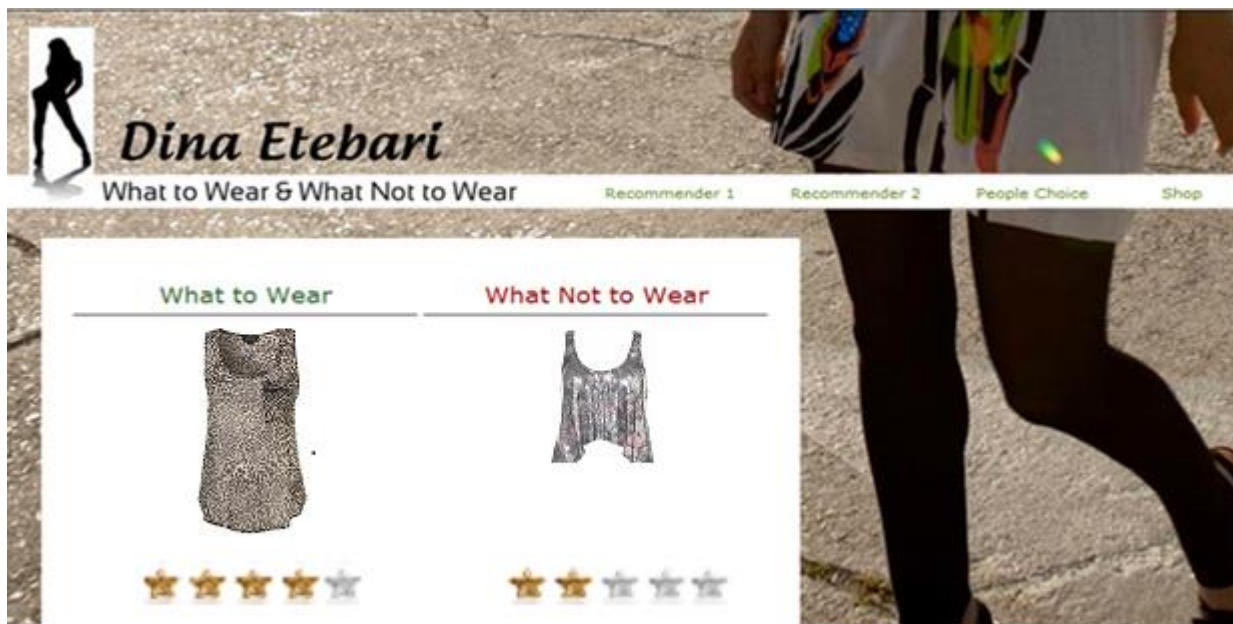 Dina Etebari
What to Wear & What Not to Wear
Recommender 1
Recommender 2
People Choice
Shop
What to Wear
What Not to Wear